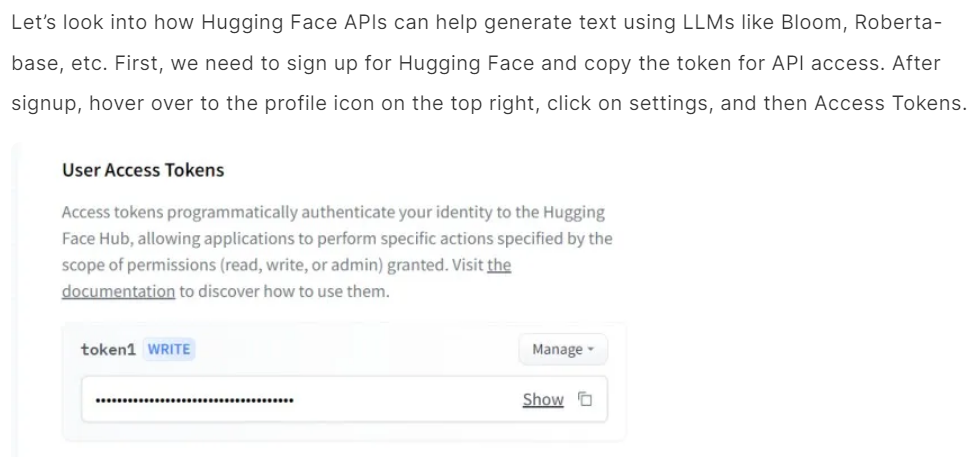 Let’s look into how Hugging Face APIs can help generate text using LLMs like Bloom, Roberta-
base, etc. First, we need to sign up for Hugging Face and copy the token for API access. After
signup, hover over to the profile icon on the top right, click on settings, and then Access Tokens.
User Access Tokens
Access tokens programmatically authenticate your identity to the Hugging
Face Hub, allowing applications to perform specific actions specified by the
scope of permissions (read, write, or admin) granted. Visit the
documentation to discover how to use them.
token1 WRITE Manage
Show